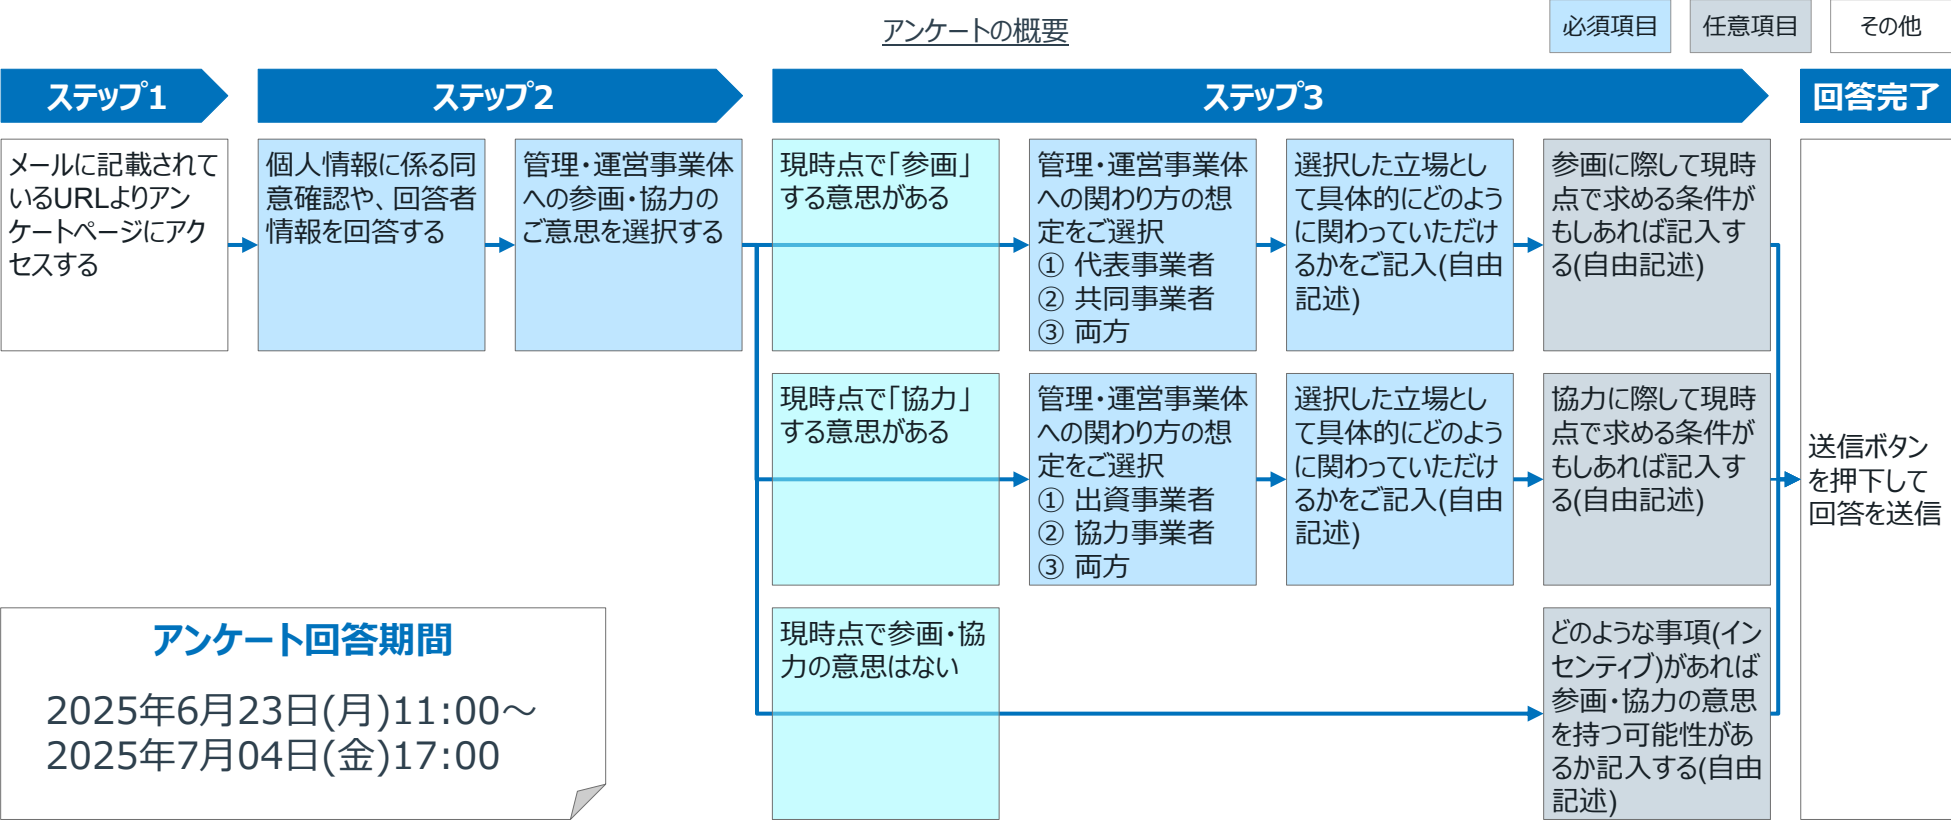 アンケートの概要
必須項目
任意項目
その他
ステップ1
ステップ2
ステップ3
回答完了
メールに記載されて
いるURLよりアン
ケートページにアク
セスする
個人情報に係る同
意確認や、回答者
情報を回答する
管理・運営事業体
への参画・協力の
ご意思を選択する
現時点で「参画」
する意思がある
管理・運営事業体
への関わり方の想
定をご選択
① 代表事業者
② 共同事業者
③ 両方
選択した立場とし
て具体的にどのよう
に関わっていただけ
るかをご記入(自由
記述)
参画に際して現時
点で求める条件が
もしあれば記入す
る(自由記述)
現時点で「協力」
する意思がある
管理・運営事業体
への関わり方の想
定をご選択
① 出資事業者
② 協力事業者
③ 両方
選択した立場とし
て具体的にどのよう
に関わっていただけ
るかをご記入(自由
記述)
協力に際して現時
点で求める条件が
もしあれば記入す
る(自由記述)
現時点で参画・協
力の意思はない
どのような事項(イン
センティブ)があれば
参画・協力の意思
を持つ可能性があ
るか記入する(自由
記述)
送信ボタン
を押下して
回答を送信
アンケート回答期間
2025年6月23日(月)11:00～
2025年7月04日(金)17:00